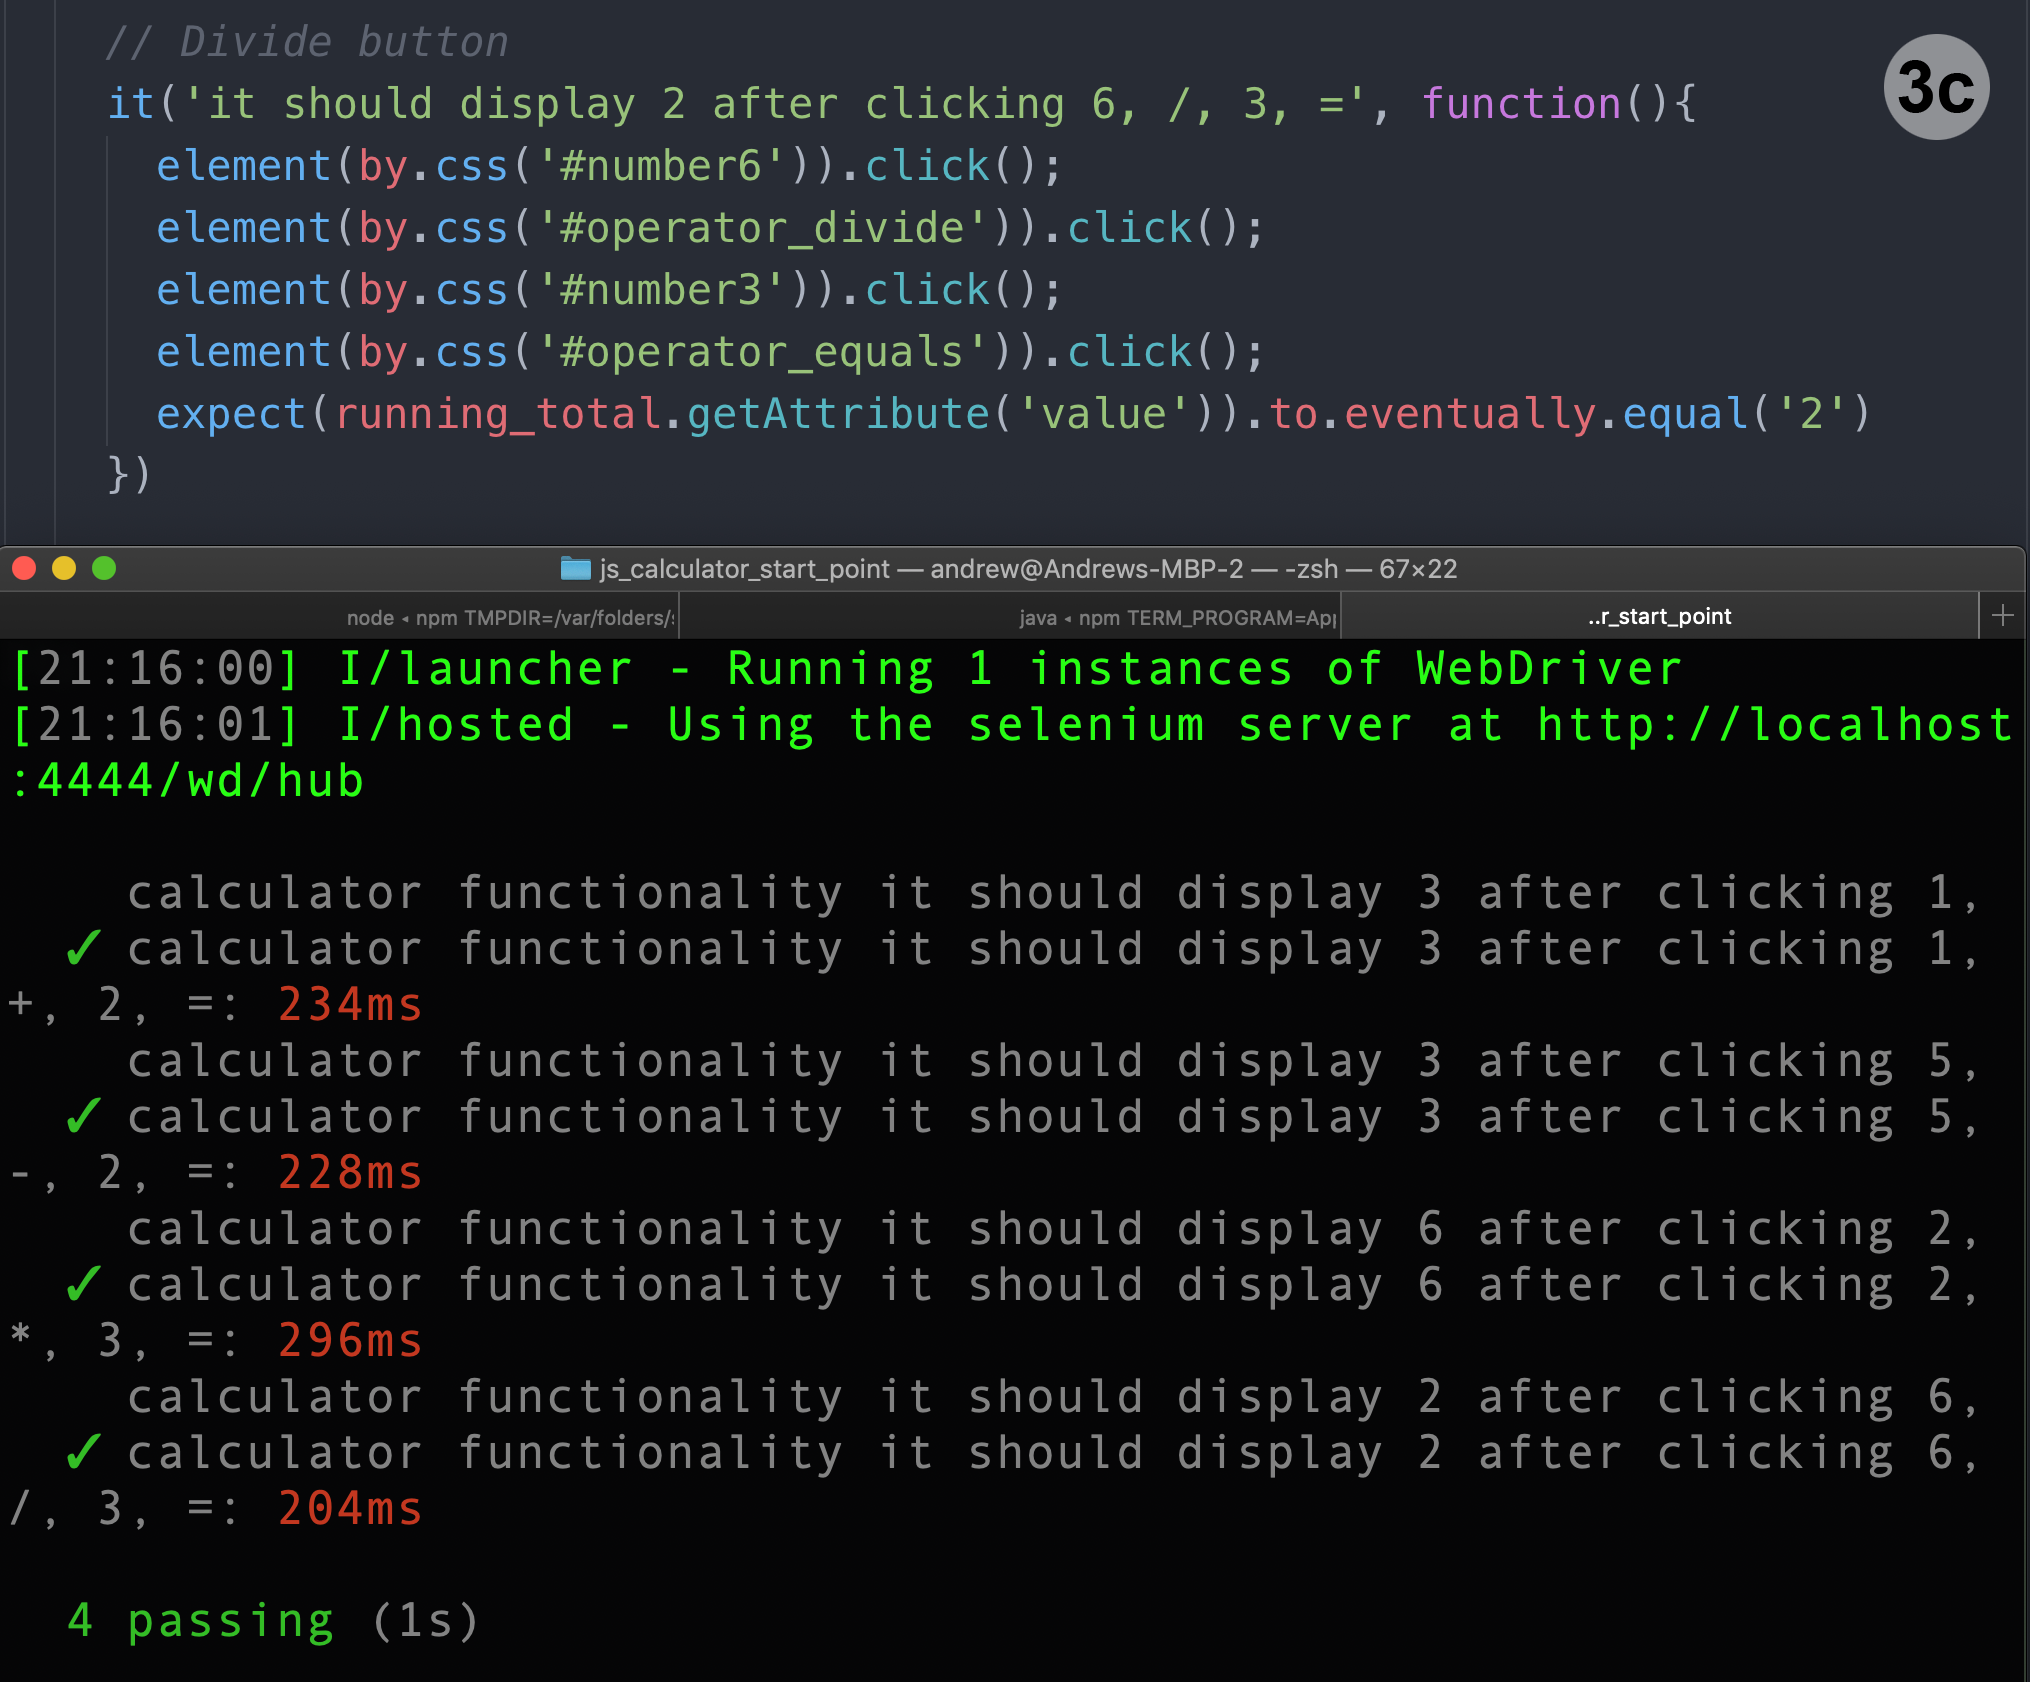 // Divide button
3c
it('it should display 2 after clicking 6, /, 3, =', function(){
element(by.css('#number6')).click();
element(by.css('#operator_divide')).click();
element(by.css('#number3')).click();
element(by.css('#operator_equals')).click();
expect(running_total.getAttribute('value')).to.eventually.equal('2')
})
js_calculator_start_point — andrew@Andrews-MBP-2 — -zsh — 67×22
node ◂ npm TMPDIR=/var/folders/
java ◂ npm TERM_PROGRAM=App
..r_start_point
[21:16:00] I/launcher - Running 1 instances of WebDriver
[21:16:01] I/hosted - Using the selenium server at http://localhost
:4444/wd/hub
calculator functionality it should display 3 after clicking 1,
✓ calculator functionality it should display 3 after clicking 1,
+, 2, =: 234ms
calculator functionality it should display 3 after clicking 5,
✓ calculator functionality it should display 3 after clicking 5,
-, 2, =: 228ms
calculator functionality it should display 6 after clicking 2,
✓ calculator functionality it should display 6 after clicking 2,
*, 3, =: 296ms
calculator functionality it should display 2 after clicking 6,
✓ calculator functionality it should display 2 after clicking 6,
/, 3, =: 204ms
4 passing (1s)